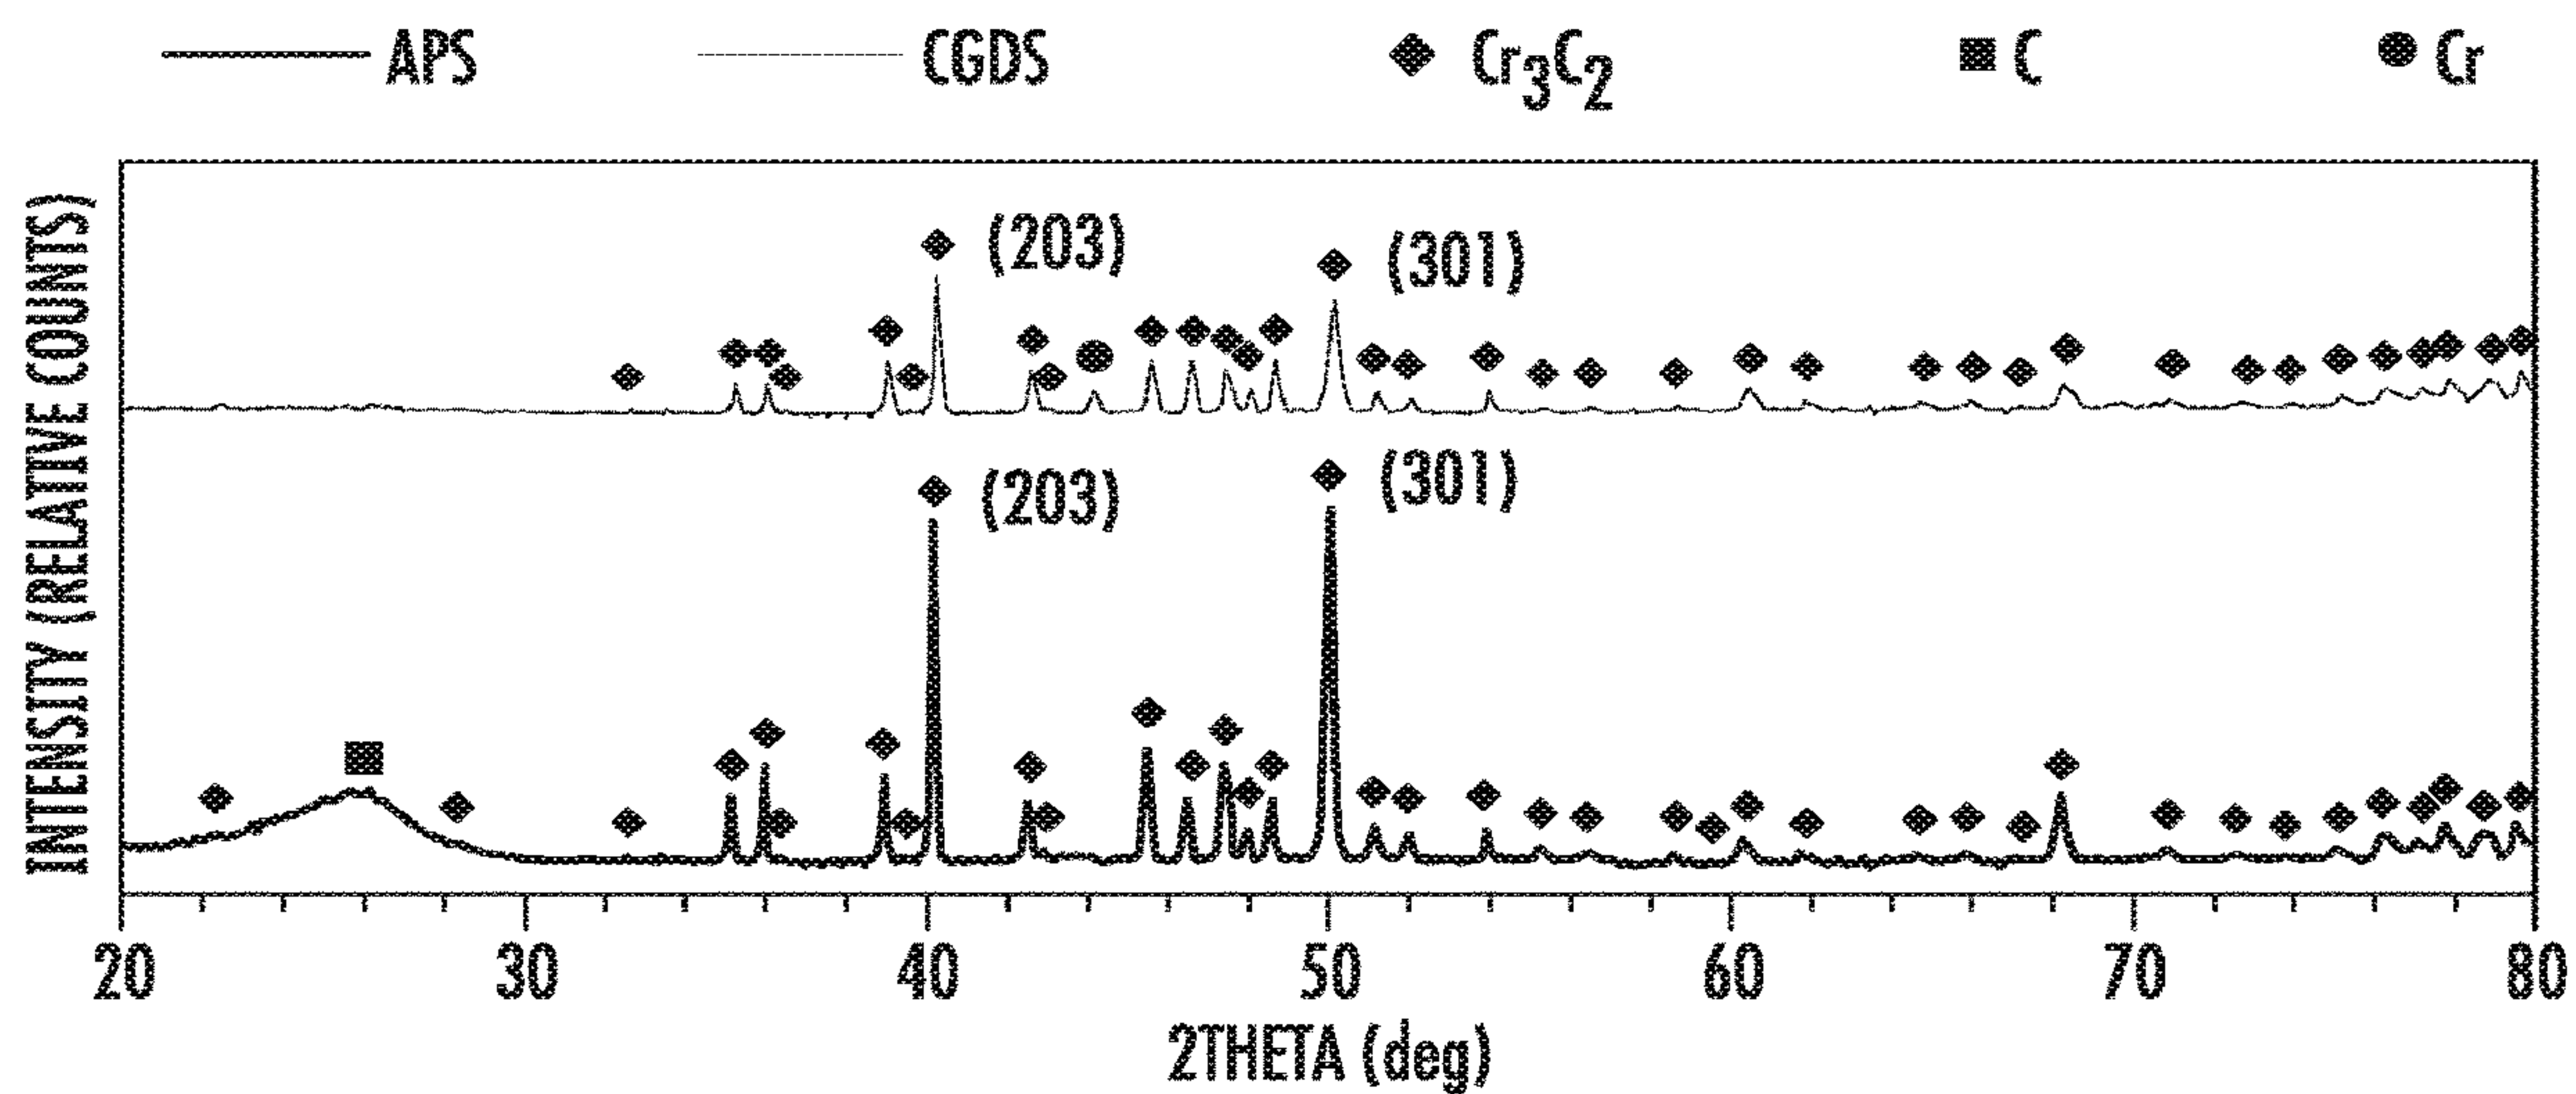 APS CGDS Cr3C2 C Cr
INTENSITY (RELATIVE COUNTS)
(203) (301)
(203) (301)
20 30 40 50 60 70 80
2THETA (deg)